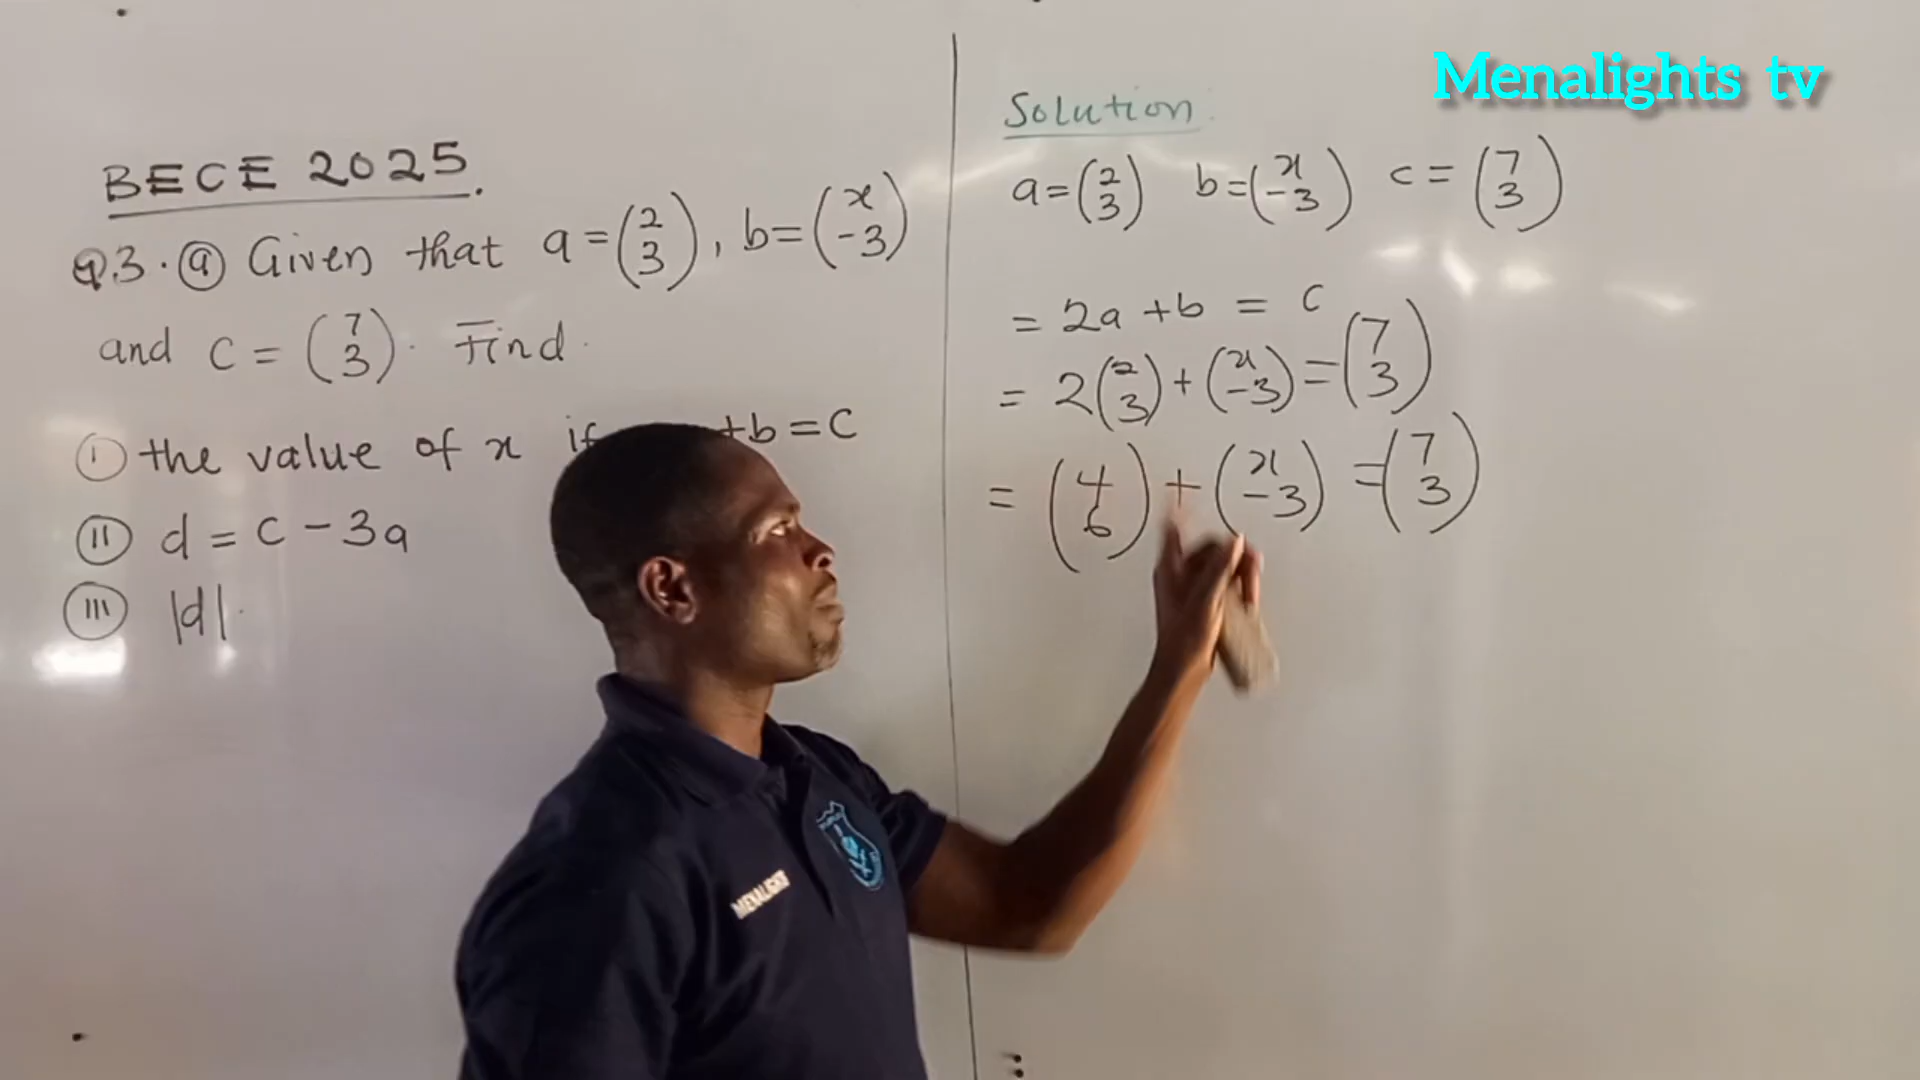 Menalights tv
BECE 2025.
Q.3. (a) Given that a = (2 3), b = (x -3)
and c = (7 3). Find.
(i) the value of x if +b = c
(ii) d = c - 3a
(iii) |d|.
Solution:
a = (2 3) b = (x -3) c = (7 3)
= 2a + b = c
= 2(2 3) + (x -3) = (7 3)
= (4 6) + (x -3) = (7 3)
MENALIGHT